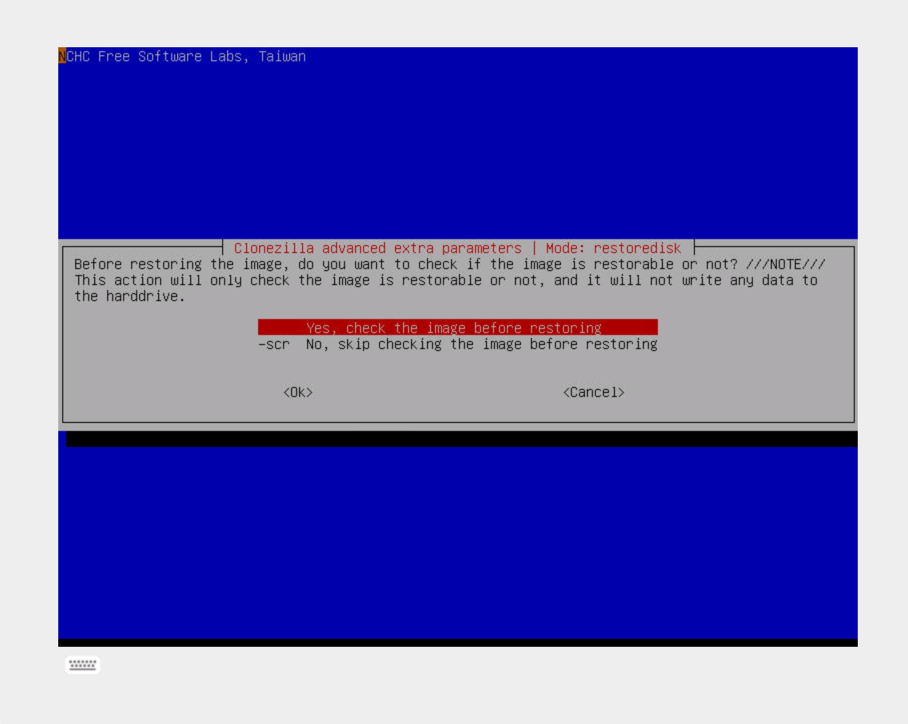 NCHC Free Software Labs, Taiwan
Clonezilla advanced extra parameters | Mode: restoredisk
Before restoring the image, do you want to check if the image is restorable or not? ///NOTE///
This action will only check the image is restorable or not, and it will not write any data to
the harddrive.
Yes, check the image before restoring
-scr  No, skip checking the image before restoring
<Ok> <Cancel>